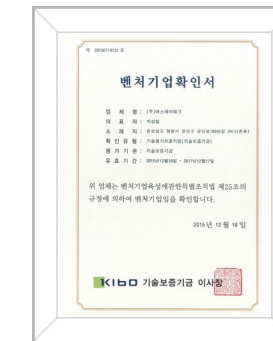 벤처기업확인서
업 체 명 :
대 표 자 :
소 재 지 :
확 인 유 형 : 기술평가보증기업(기술보증기금)
평 가 기 관 : 기술보증기금
유 효 기 간 : 2015년12월18일 ~ 2017년12월17일
위 업체는 벤처기업육성에관한특별조치법 제25조의
규정에 의하여 벤처기업임을 확인합니다.
2015년 12월 18일
KIBO 기술보증기금 이사장